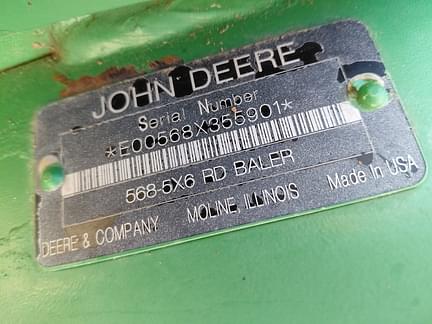 JOHN DEERE
Serial Number
*E00568X355901*
568 5X6 RD BALER
DEERE & COMPANY MOLINE, ILLINOIS Made In USA